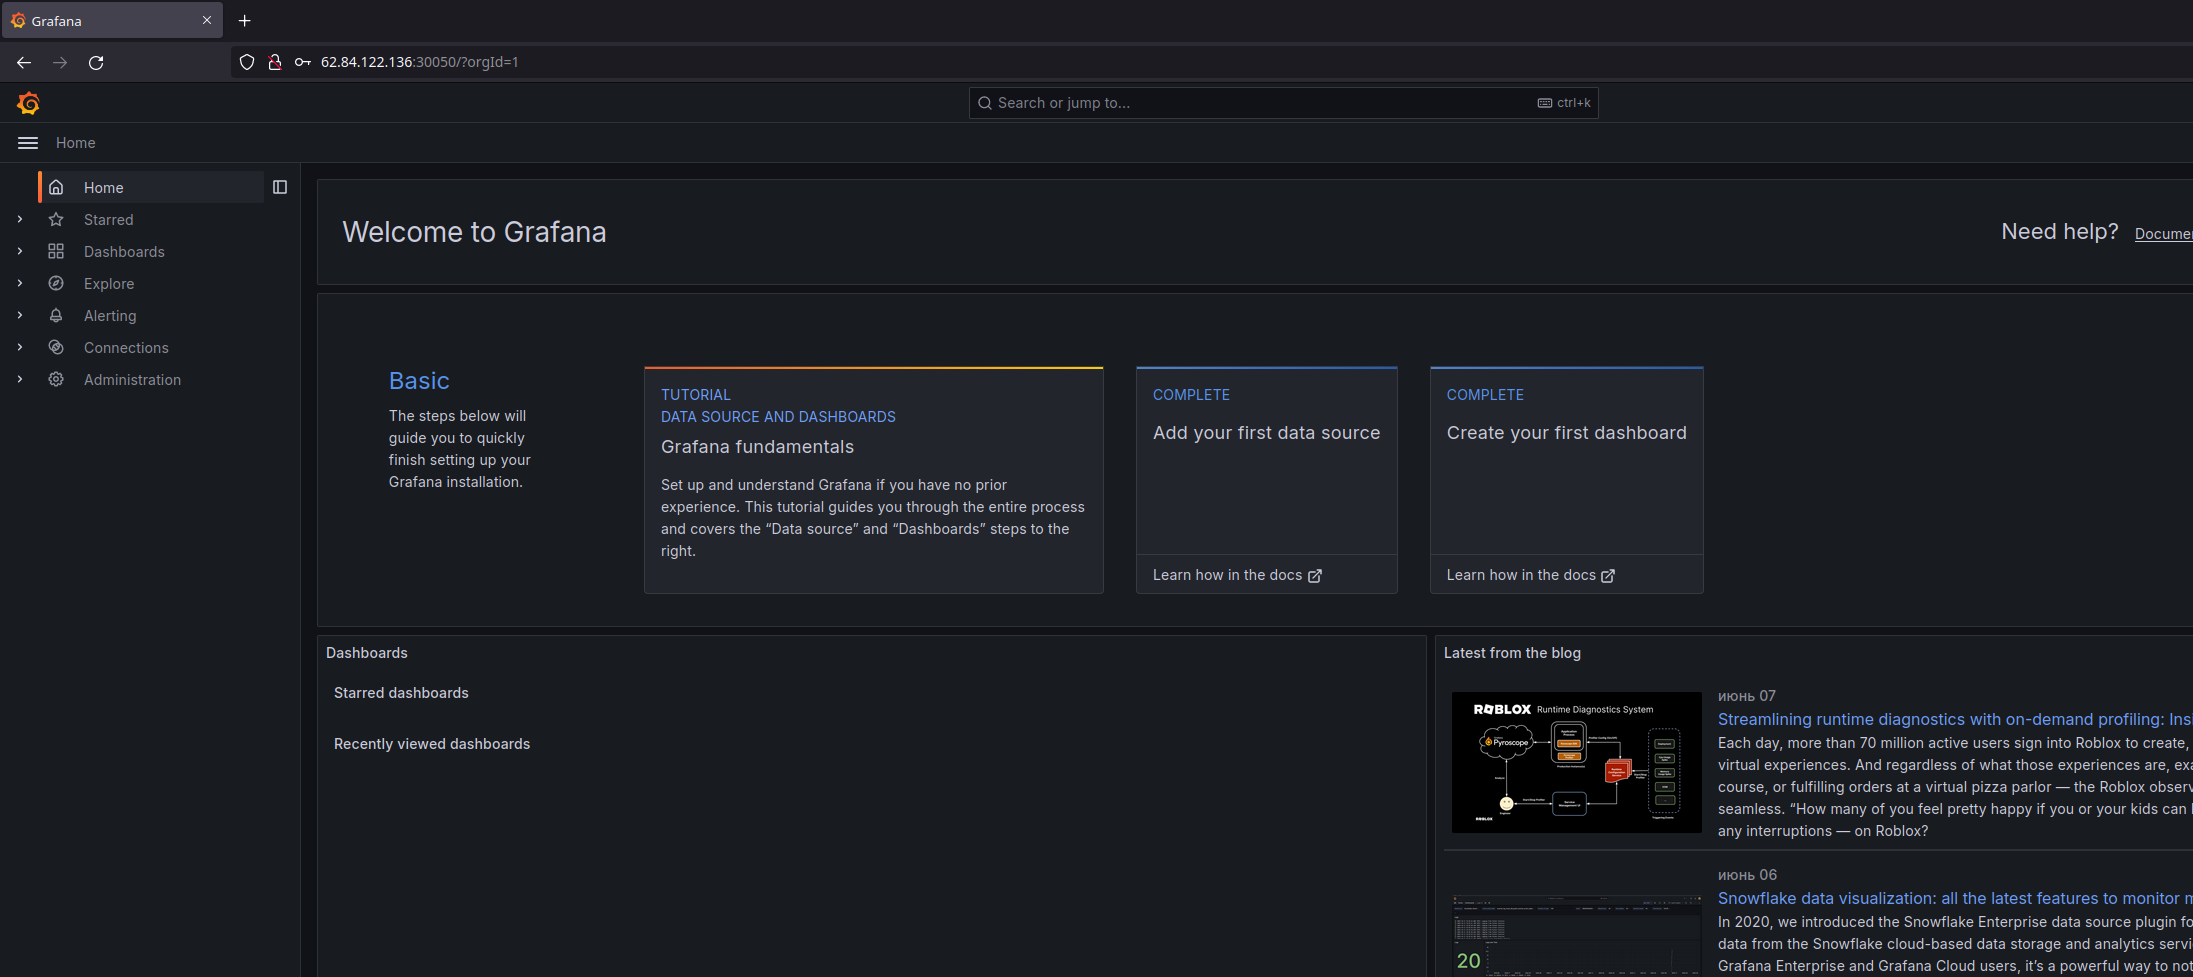 Grafana
62.84.122.136:30050/?orgId=1
Search or jump to...
ctrl+k
Home
Home
Starred
Dashboards
Explore
Alerting
Connections
Administration
Welcome to Grafana
Need help?
Basic
The steps below will
guide you to quickly
finish setting up your
Grafana installation.
TUTORIAL
DATA SOURCE AND DASHBOARDS
Grafana fundamentals
Set up and understand Grafana if you have no prior
experience. This tutorial guides you through the entire process
and covers the “Data source” and “Dashboards” steps to the
right.
COMPLETE
Add your first data source
Learn how in the docs
COMPLETE
Create your first dashboard
Learn how in the docs
Dashboards
Starred dashboards
Recently viewed dashboards
Latest from the blog
ROBLOX Runtime Diagnostics System
Pyroscope
ROBLOX
июнь 07
Streamlining runtime diagnostics with on-demand profiling:
Each day, more than 70 million active users sign into Roblox to create,
virtual experiences. And regardless of what those experiences are,
course, or fulfilling orders at a virtual pizza parlor — the Roblox
seamless. “How many of you feel pretty happy if you or your kids can
any interruptions — on Roblox?
20
июнь 06
Snowflake data visualization: all the latest features to monitor
In 2020, we introduced the Snowflake Enterprise data source plugin
data from the Snowflake cloud-based data storage and analytics
Grafana Enterprise and Grafana Cloud users, it’s a powerful way to